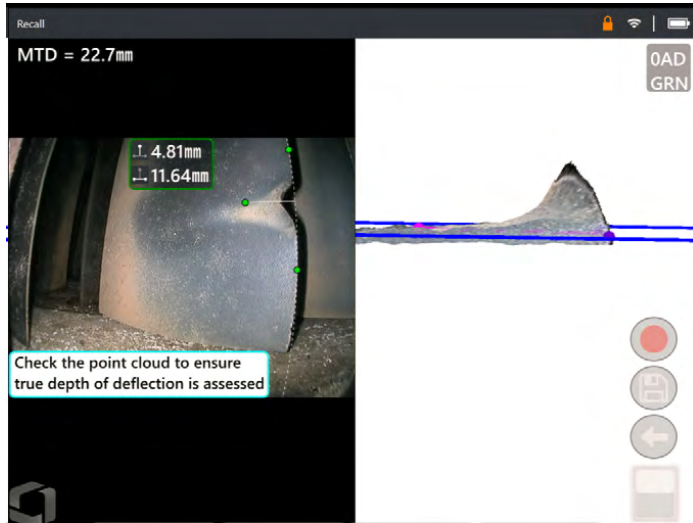 Recall
MTD = 22.7mm
0AD
GRN
4.81mm
11.64mm
Check the point cloud to ensure
true depth of deflection is assessed